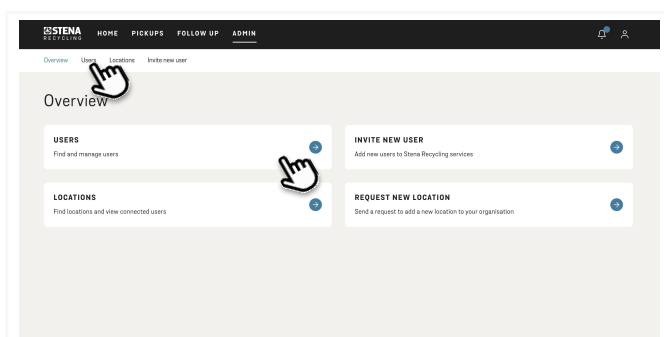 STENA HOME PICKUPS FOLLOW UP ADMIN
RECYCLING
Overview Users Locations Invite new user
Overview
USERS
Find and manage users
INVITE NEW USER
Add new users to Stena Recycling services
LOCATIONS
Find locations and view connected users
REQUEST NEW LOCATION
Send a request to add a new location to your organisation